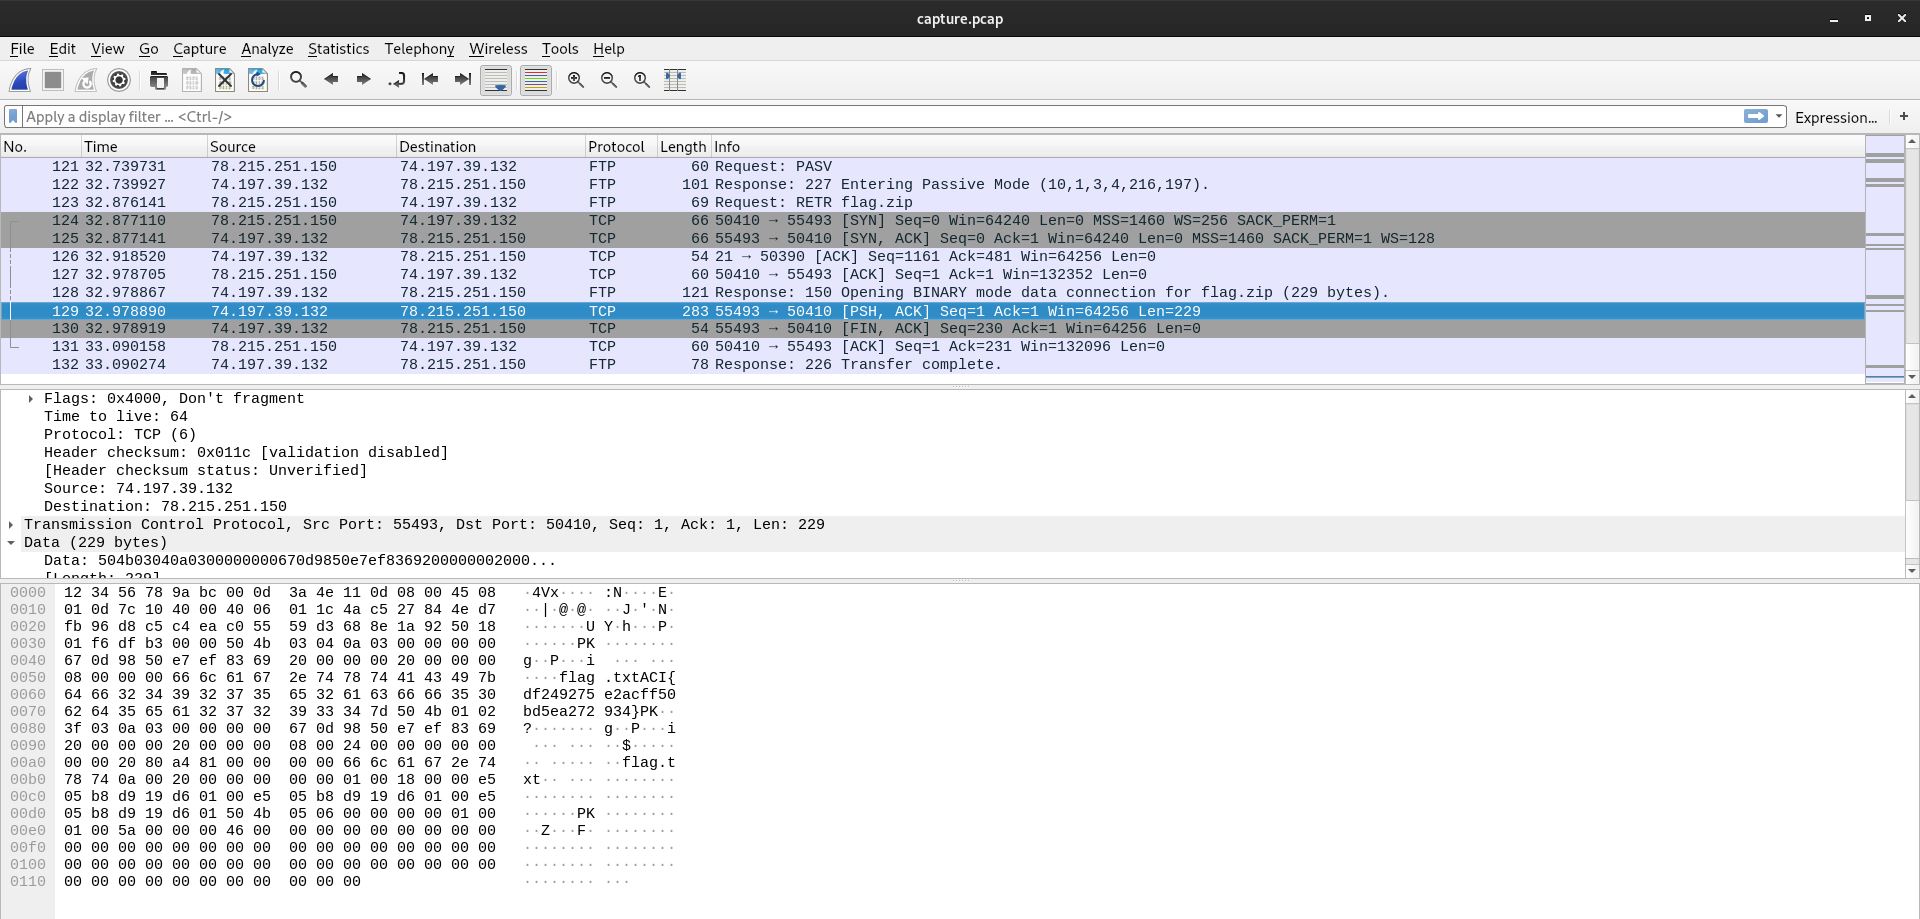 capture.pcap
File Edit View Go Capture Analyze Statistics Telephony Wireless Tools Help
Apply a display filter … <Ctrl-/> Expression… +
No. Time Source Destination Protocol Length Info
121 32.739731 78.215.251.150 74.197.39.132 FTP 60 Request: PASV
122 32.739927 74.197.39.132 78.215.251.150 FTP 101 Response: 227 Entering Passive Mode (10,1,3,4,216,197).
123 32.876141 78.215.251.150 74.197.39.132 FTP 69 Request: RETR flag.zip
124 32.877110 78.215.251.150 74.197.39.132 TCP 66 50410 → 55493 [SYN] Seq=0 Win=64240 Len=0 MSS=1460 WS=256 SACK_PERM=1
125 32.877141 74.197.39.132 78.215.251.150 TCP 66 55493 → 50410 [SYN, ACK] Seq=0 Ack=1 Win=64240 Len=0 MSS=1460 SACK_PERM=1 WS=128
126 32.918520 74.197.39.132 78.215.251.150 TCP 54 21 → 50390 [ACK] Seq=1161 Ack=481 Win=64256 Len=0
127 32.978705 78.215.251.150 74.197.39.132 TCP 60 50410 → 55493 [ACK] Seq=1 Ack=1 Win=132352 Len=0
128 32.978867 74.197.39.132 78.215.251.150 FTP 121 Response: 150 Opening BINARY mode data connection for flag.zip (229 bytes).
129 32.978890 74.197.39.132 78.215.251.150 TCP 283 55493 → 50410 [PSH, ACK] Seq=1 Ack=1 Win=64256 Len=229
130 32.978919 74.197.39.132 78.215.251.150 TCP 54 55493 → 50410 [FIN, ACK] Seq=230 Ack=1 Win=64256 Len=0
131 33.090158 78.215.251.150 74.197.39.132 TCP 60 50410 → 55493 [ACK] Seq=1 Ack=231 Win=132096 Len=0
132 33.090274 74.197.39.132 78.215.251.150 FTP 78 Response: 226 Transfer complete.
Flags: 0x4000, Don't fragment
Time to live: 64
Protocol: TCP (6)
Header checksum: 0x011c [validation disabled]
[Header checksum status: Unverified]
Source: 74.197.39.132
Destination: 78.215.251.150
Transmission Control Protocol, Src Port: 55493, Dst Port: 50410, Seq: 1, Ack: 1, Len: 229
Data (229 bytes)
Data: 504b03040a0300000000670d9850e7ef8369200000002000...
[Length: 229]
0000 12 34 56 78 9a bc 00 0d 3a 4e 11 0d 08 00 45 08 ·4Vx···· :N····E·
0010 01 0d 7c 10 40 00 40 06 01 1c 4a c5 27 84 4e d7 ··|·@·@· ··J·'·N·
0020 fb 96 d8 c5 c4 ea c0 55 59 d3 68 8e 1a 92 50 18 ·······U Y·h···P·
0030 01 f6 df b3 00 00 50 4b 03 04 0a 03 00 00 00 00 ······PK ········
0040 67 0d 98 50 e7 ef 83 69 20 00 00 00 20 00 00 00 g··P···i ··· ···
0050 08 00 00 00 66 6c 61 67 2e 74 78 74 41 43 49 7b ····flag .txtACI{
0060 64 66 32 34 39 32 37 35 65 32 61 63 66 66 35 30 df249275 e2acff50
0070 62 64 35 65 61 32 37 32 39 33 34 7d 50 4b 01 02 bd5ea272 934}PK··
0080 3f 03 0a 03 00 00 00 00 67 0d 98 50 e7 ef 83 69 ?······· g··P···i
0090 20 00 00 00 20 00 00 00 08 00 24 00 00 00 00 00 ··· ··· ··$·····
00a0 00 00 20 80 a4 81 00 00 00 00 66 6c 61 67 2e 74 ·· ····· ··flag.t
00b0 78 74 0a 00 20 00 00 00 00 00 01 00 18 00 00 e5 xt·· ··· ········
00c0 05 b8 d9 19 d6 01 00 e5 05 b8 d9 19 d6 01 00 e5 ········ ········
00d0 05 b8 d9 19 d6 01 50 4b 05 06 00 00 00 00 01 00 ······PK ········
00e0 01 00 5a 00 00 00 46 00 00 00 00 00 00 00 00 00 ··Z···F· ········
00f0 00 00 00 00 00 00 00 00 00 00 00 00 00 00 00 00 ········ ········
0100 00 00 00 00 00 00 00 00 00 00 00 00 00 00 00 00 ········ ········
0110 00 00 00 00 00 00 00 00 00 00 00 ········ ···